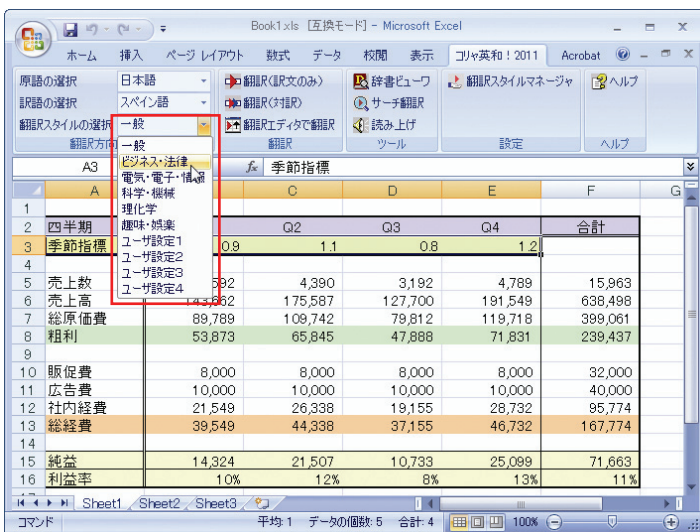 Book1.xls [互換モード] - Microsoft Excel
ホーム 挿入 ページ レイアウト 数式 データ 校閲 表示 コリャ英和！2011 Acrobat
原語の選択 日本語 翻訳(訳文のみ) 辞書ビューワ 翻訳スタイルマネージャ ヘルプ
訳語の選択 スペイン語 翻訳(対訳) サーチ翻訳
翻訳スタイルの選択 一般 翻訳エディタで翻訳 読み上げ
翻訳方向 翻訳 ツール 設定 ヘルプ
一般
ビジネス・法律
電気・電子・情報
科学・機械
理化学
趣味・娯楽
ユーザ設定1
ユーザ設定2
ユーザ設定3
ユーザ設定4
A3 fx 季節指標
A C D E F G
1
2 四半期 Q2 Q3 Q4 合計
3 季節指標 0.9 1.1 0.8 1.2
4
5 売上数 592 4,390 3,192 4,789 15,963
6 売上高 143,662 175,587 127,700 191,549 638,498
7 総原価費 89,789 109,742 79,812 119,718 399,061
8 粗利 53,873 65,845 47,888 71,831 239,437
9
10 販促費 8,000 8,000 8,000 8,000 32,000
11 広告費 10,000 10,000 10,000 10,000 40,000
12 社内経費 21,549 26,338 19,155 28,732 95,774
13 総経費 39,549 44,338 37,155 46,732 167,774
14
15 純益 14,324 21,507 10,733 25,099 71,663
16 利益率 10% 12% 8% 13% 11%
Sheet1 Sheet2 Sheet3
コマンド 平均: 1 データの個数: 5 合計: 4 100%